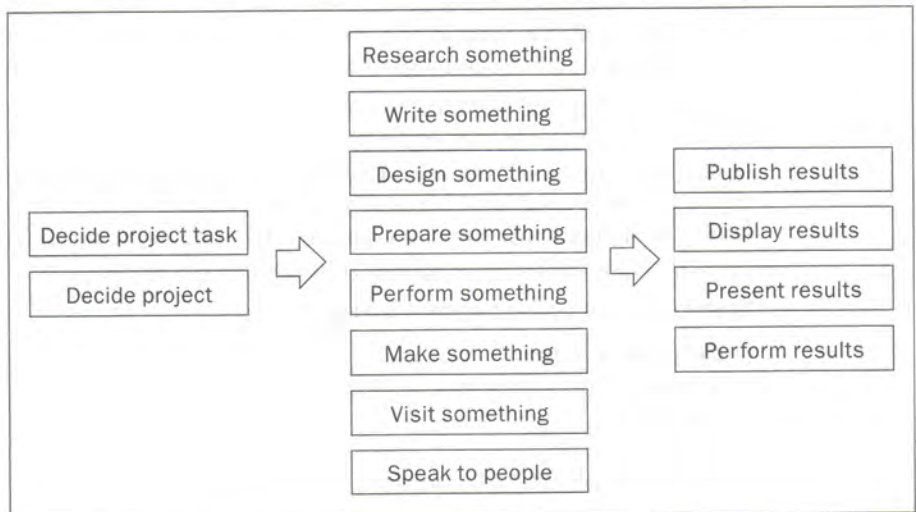 Decide project task
Decide project
Research something
Write something
Design something
Prepare something
Perform something
Make something
Visit something
Speak to people
Publish results
Display results
Present results
Perform results